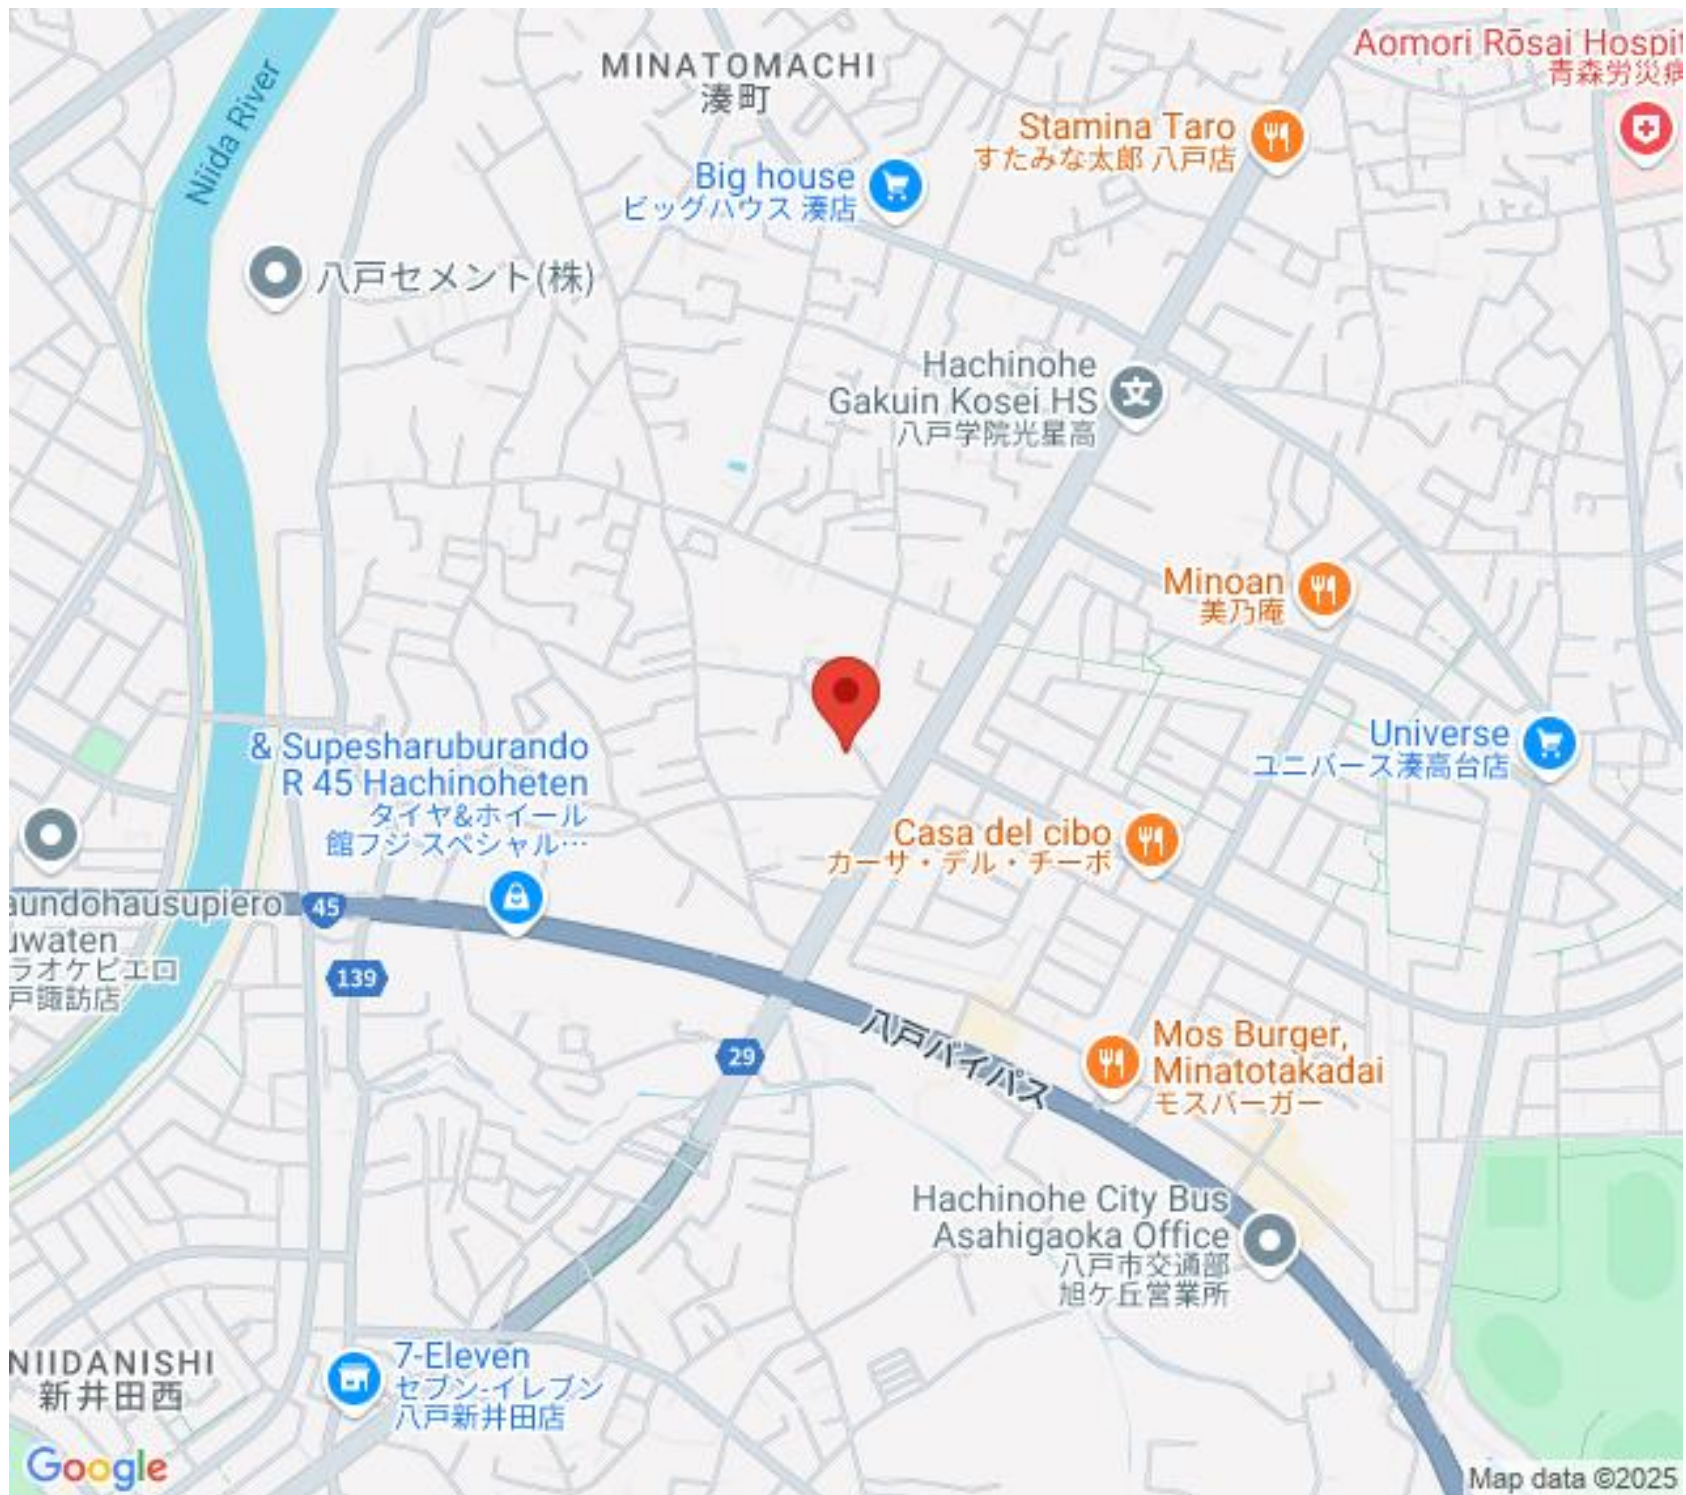 Aomori Rōsai Hospit
青森労災病
MINATOMACHI
湊町
Niida River
Stamina Taro
すたみな太郎 八戸店
Big house
ビッグハウス 湊店
八戸セメント(株)
Hachinohe
Gakuin Kosei HS
八戸学院光星高
文
Minoan
美乃庵
& Supesharuburando
R 45 Hachinoheten
タイヤ&ホイール
館フジ スペシャル…
Universe
ユニバース湊高台店
Casa del cibo
カーサ・デル・チーボ
aundohausupiero
uwaten
ラオケピエロ
戸諏訪店
45
139
29
八戸バイパス
Mos Burger,
Minatotakadai
モスバーガー
Hachinohe City Bus
Asahigaoka Office
八戸市交通部
旭ケ丘営業所
NIIDANISHI
新井田西
7-Eleven
セブン-イレブン
八戸新井田店
Google
Map data ©2025